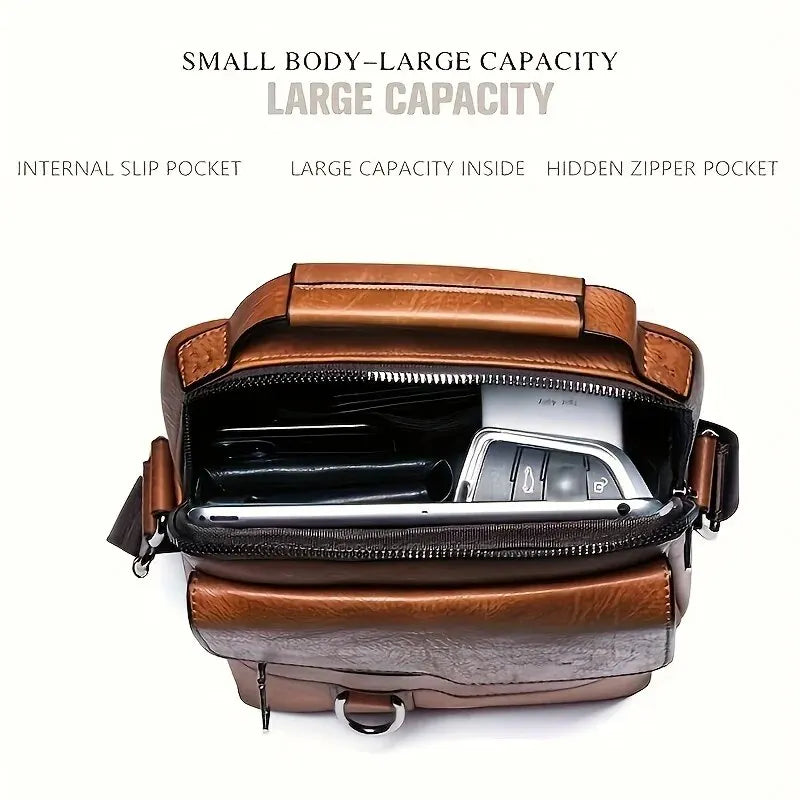 SMALL BODY-LARGE CAPACITY
LARGE CAPACITY
INTERNAL SLIP POCKET LARGE CAPACITY INSIDE HIDDEN ZIPPER POCKET